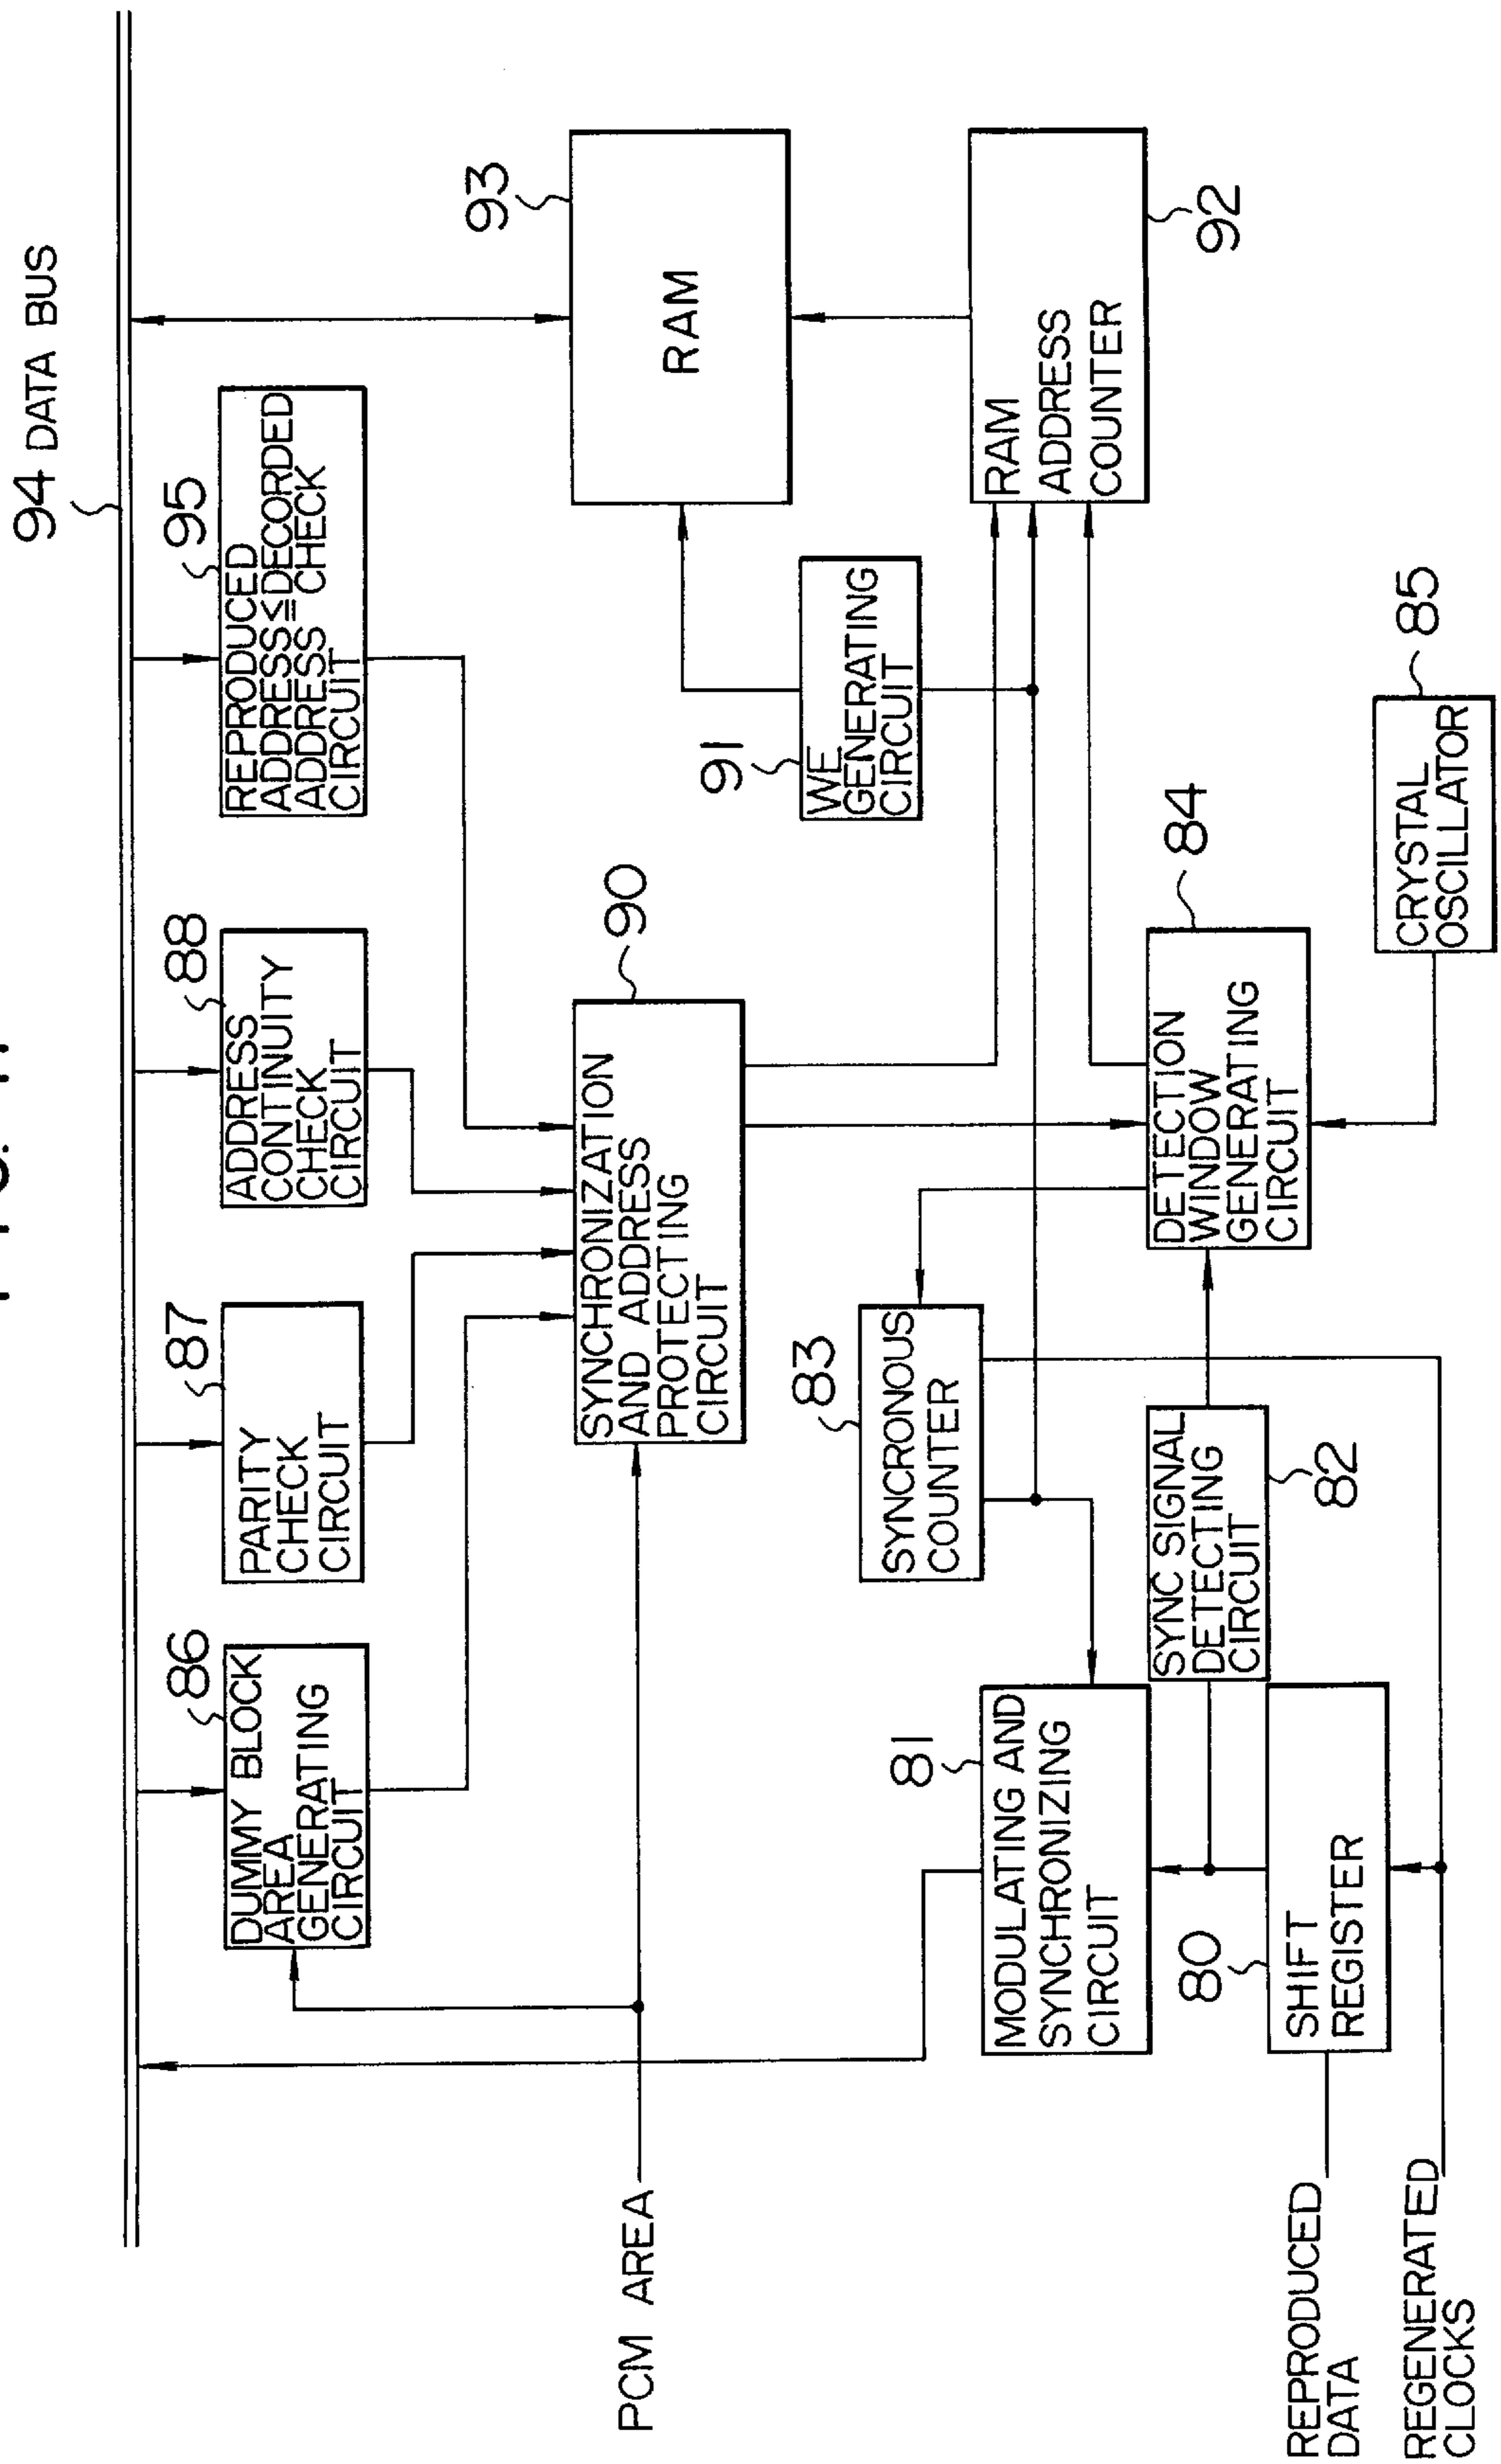 94 DATA BUS
86
DUMMY BLOCK
AREA
GENERATING
CIRCUIT
87
PARITY
CHECK
CIRCUIT
88
ADDRESS
CONTINUITY
CHECK
CIRCUIT
95
REPRODUCED
ADDRESS≦DECORDED
ADDRESS CHECK
CIRCUIT
93
RAM
90
SYNCHRONIZATION
AND ADDRESS
PROTECTING
CIRCUIT
PCM AREA
91
WE
GENERATING
CIRCUIT
83
SYNCRONOUS
COUNTER
92
RAM
ADDRESS
COUNTER
81
MODULATING AND
SYNCHRONIZING
CIRCUIT
82
SYNC SIGNAL
DETECTING
CIRCUIT
84
DETECTION
WINDOW
GENERATING
CIRCUIT
80
SHIFT
REGISTER
85
CRYSTAL
OSCILLATOR
REPRODUCED
DATA
REGENERATED
CLOCKS